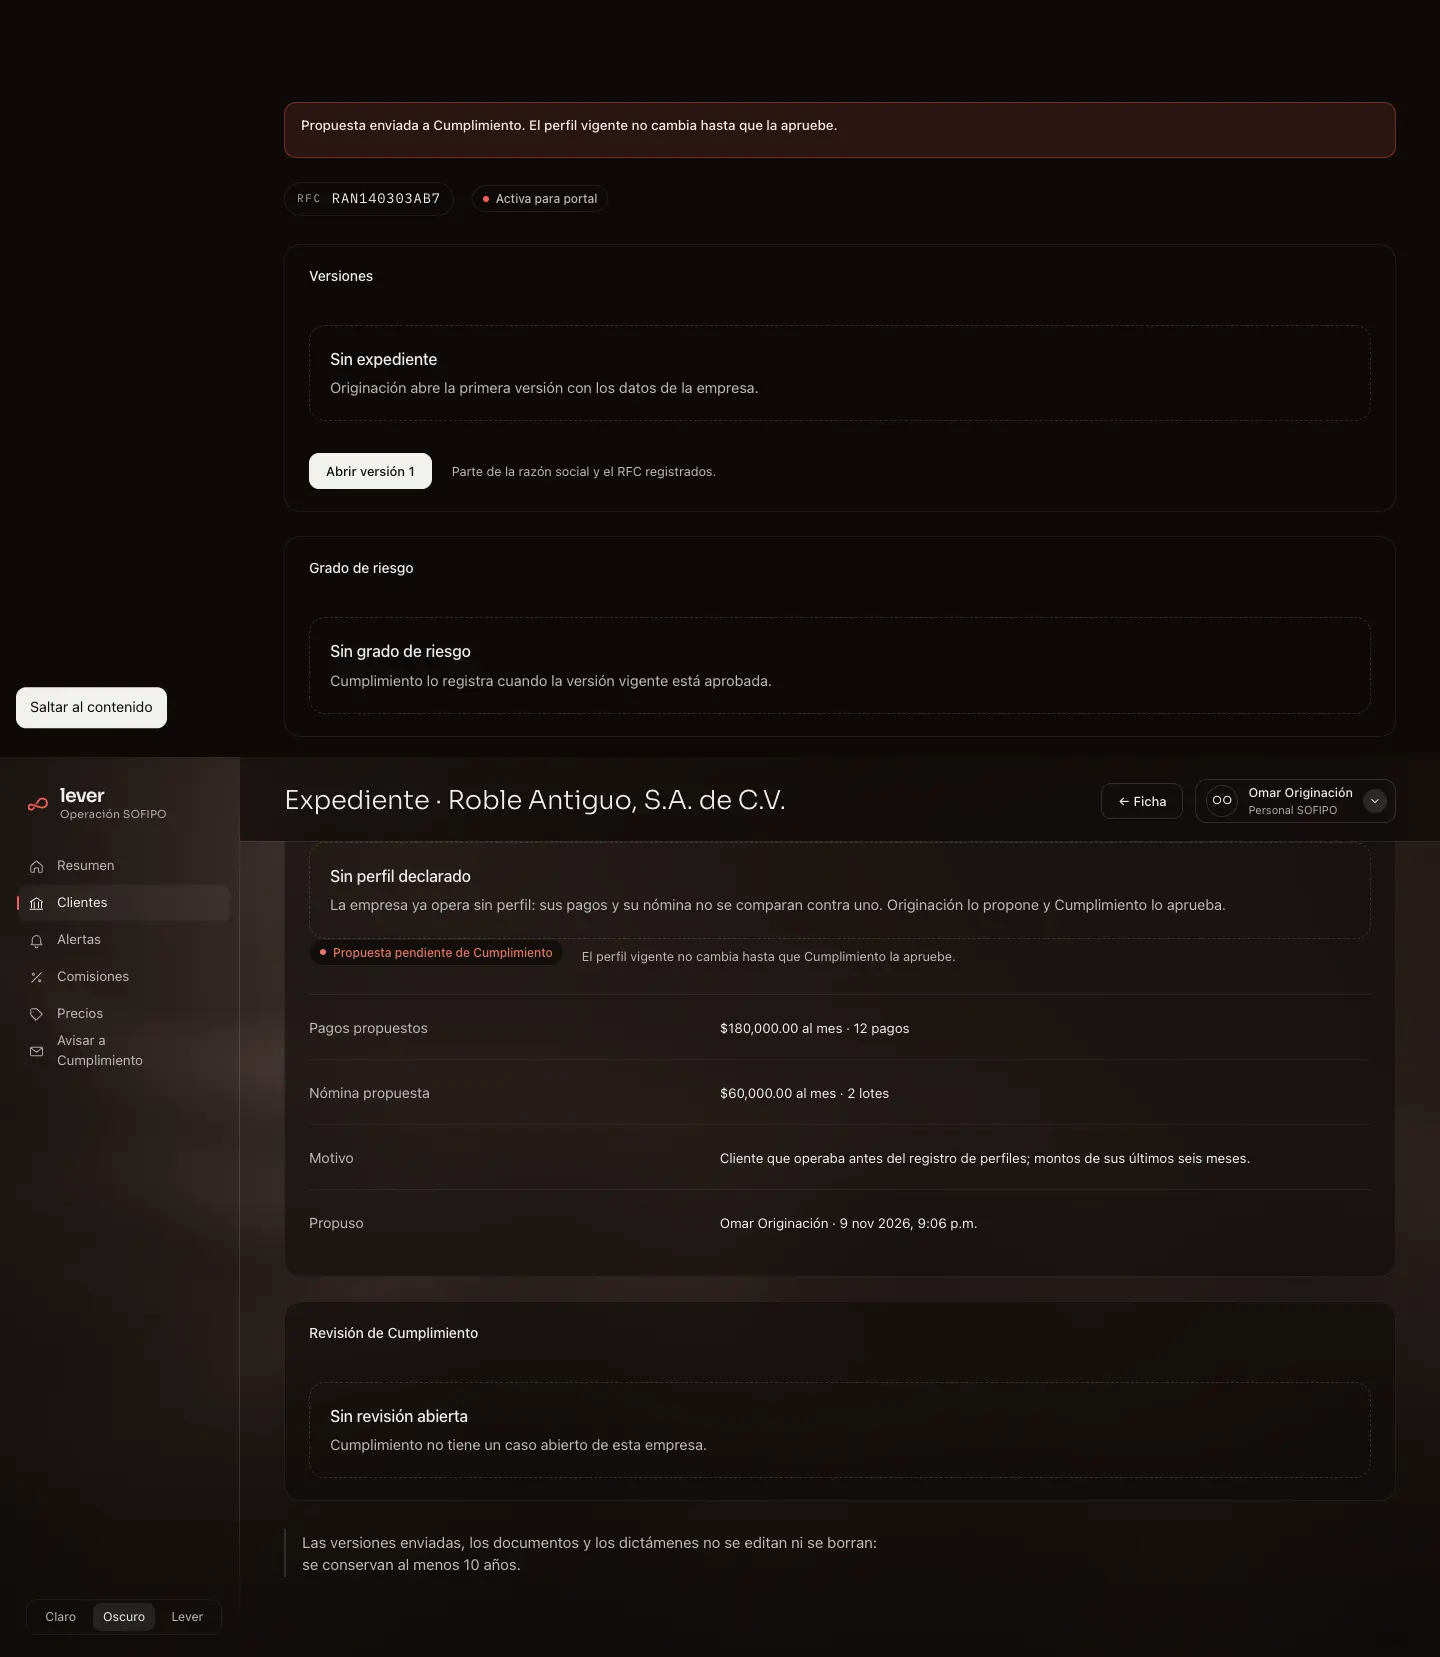 Propuesta enviada a Cumplimiento. El perfil vigente no cambia hasta que la apruebe.
RFC RAN140303AB7
Activa para portal
Versiones
Sin expediente
Originación abre la primera versión con los datos de la empresa.
Abrir versión 1
Parte de la razón social y el RFC registrados.
Grado de riesgo
Sin grado de riesgo
Cumplimiento lo registra cuando la versión vigente está aprobada.
Saltar al contenido
lever
Operación SOFIPO
Resumen
Clientes
Alertas
Comisiones
Precios
Avisar a
Cumplimiento
Claro
Oscuro
Lever
Expediente · Roble Antiguo, S.A. de C.V.
← Ficha
OO
Omar Originación
Personal SOFIPO
Sin perfil declarado
La empresa ya opera sin perfil: sus pagos y su nómina no se comparan contra uno. Originación lo propone y Cumplimiento lo aprueba.
Propuesta pendiente de Cumplimiento
El perfil vigente no cambia hasta que Cumplimiento la apruebe.
Pagos propuestos
$180,000.00 al mes · 12 pagos
Nómina propuesta
$60,000.00 al mes · 2 lotes
Motivo
Cliente que operaba antes del registro de perfiles; montos de sus últimos seis meses.
Propuso
Omar Originación · 9 nov 2026, 9:06 p.m.
Revisión de Cumplimiento
Sin revisión abierta
Cumplimiento no tiene un caso abierto de esta empresa.
Las versiones enviadas, los documentos y los dictámenes no se editan ni se borran:
se conservan al menos 10 años.